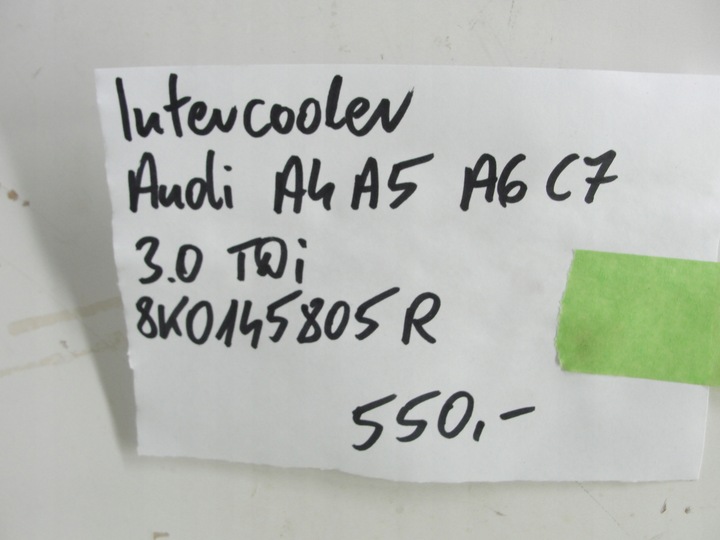 Intercooler
Audi A4 A5 A6 C7
3.0 TDi
8K0145805R
550,-